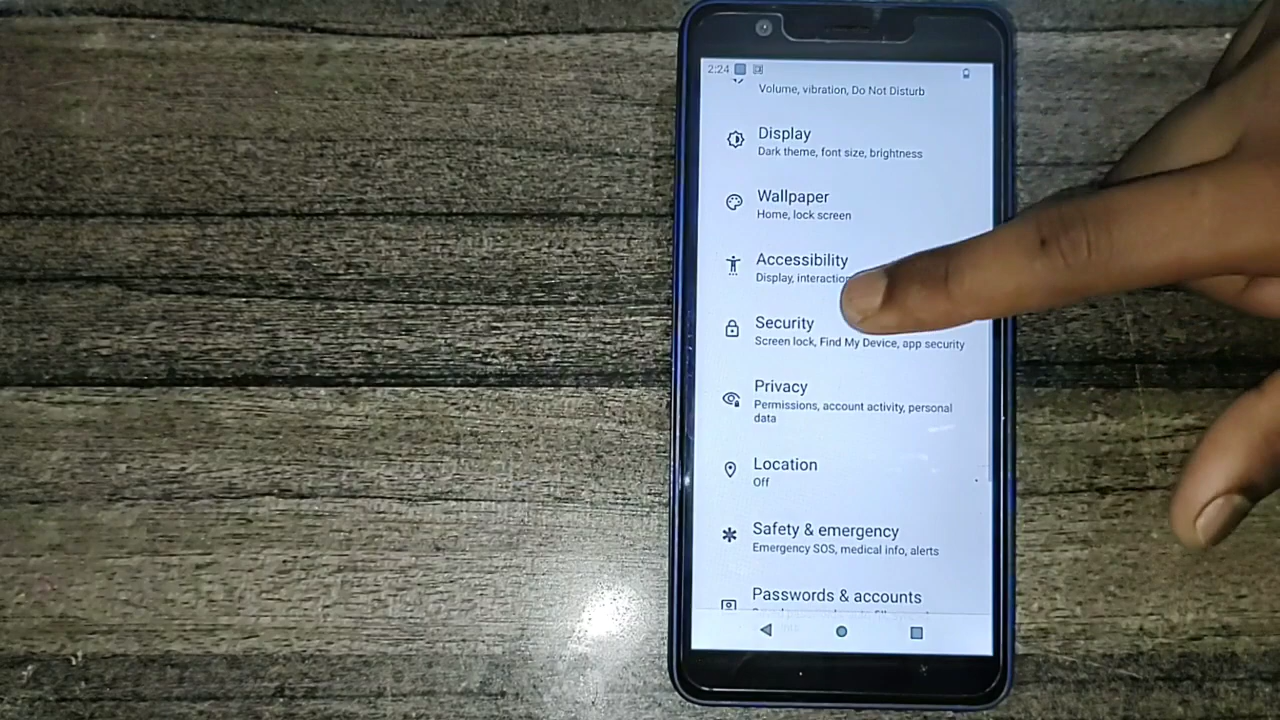 2:24
Volume, vibration, Do Not Disturb
Display
Dark theme, font size, brightness
Wallpaper
Home, lock screen
Accessibility
Display, interaction
Security
Screen lock, Find My Device, app security
Privacy
Permissions, account activity, personal
data
Location
Off
Safety & emergency
Emergency SOS, medical info, alerts
Passwords & accounts